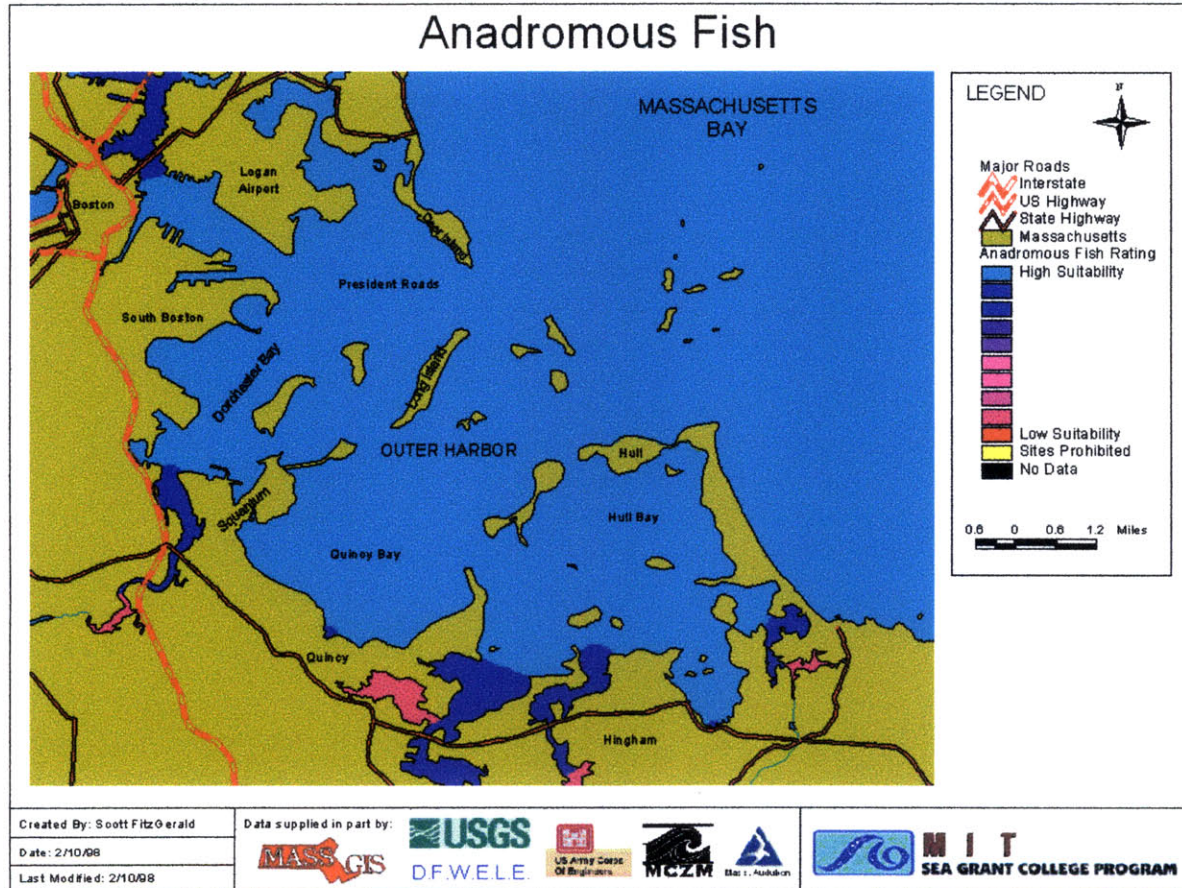 Anadromous Fish
MASSACHUSETTS
BAY
Logan
Airport
Boston
Deer Island
President Roads
South Boston
Dorchester Bay
Long Island
OUTER HARBOR
Hull
Squantum
Hull Bay
Quincy Bay
Quincy
Hingham
LEGEND
N
Major Roads
Interstate
US Highway
State Highway
Massachusetts
Anadromous Fish Rating
High Suitability
Low Suitability
Sites Prohibited
No Data
0.6 0 0.6 1.2 Miles
Created By: Scott FitzGerald
Date: 2/10/98
Last Modified: 2/10/98
Data supplied in part by:
MASS GIS
USGS
D.F.W.E.L.E.
US Army Corps
Of Engineers
MCZM
Mass. Audubon
MIT
SEA GRANT COLLEGE PROGRAM